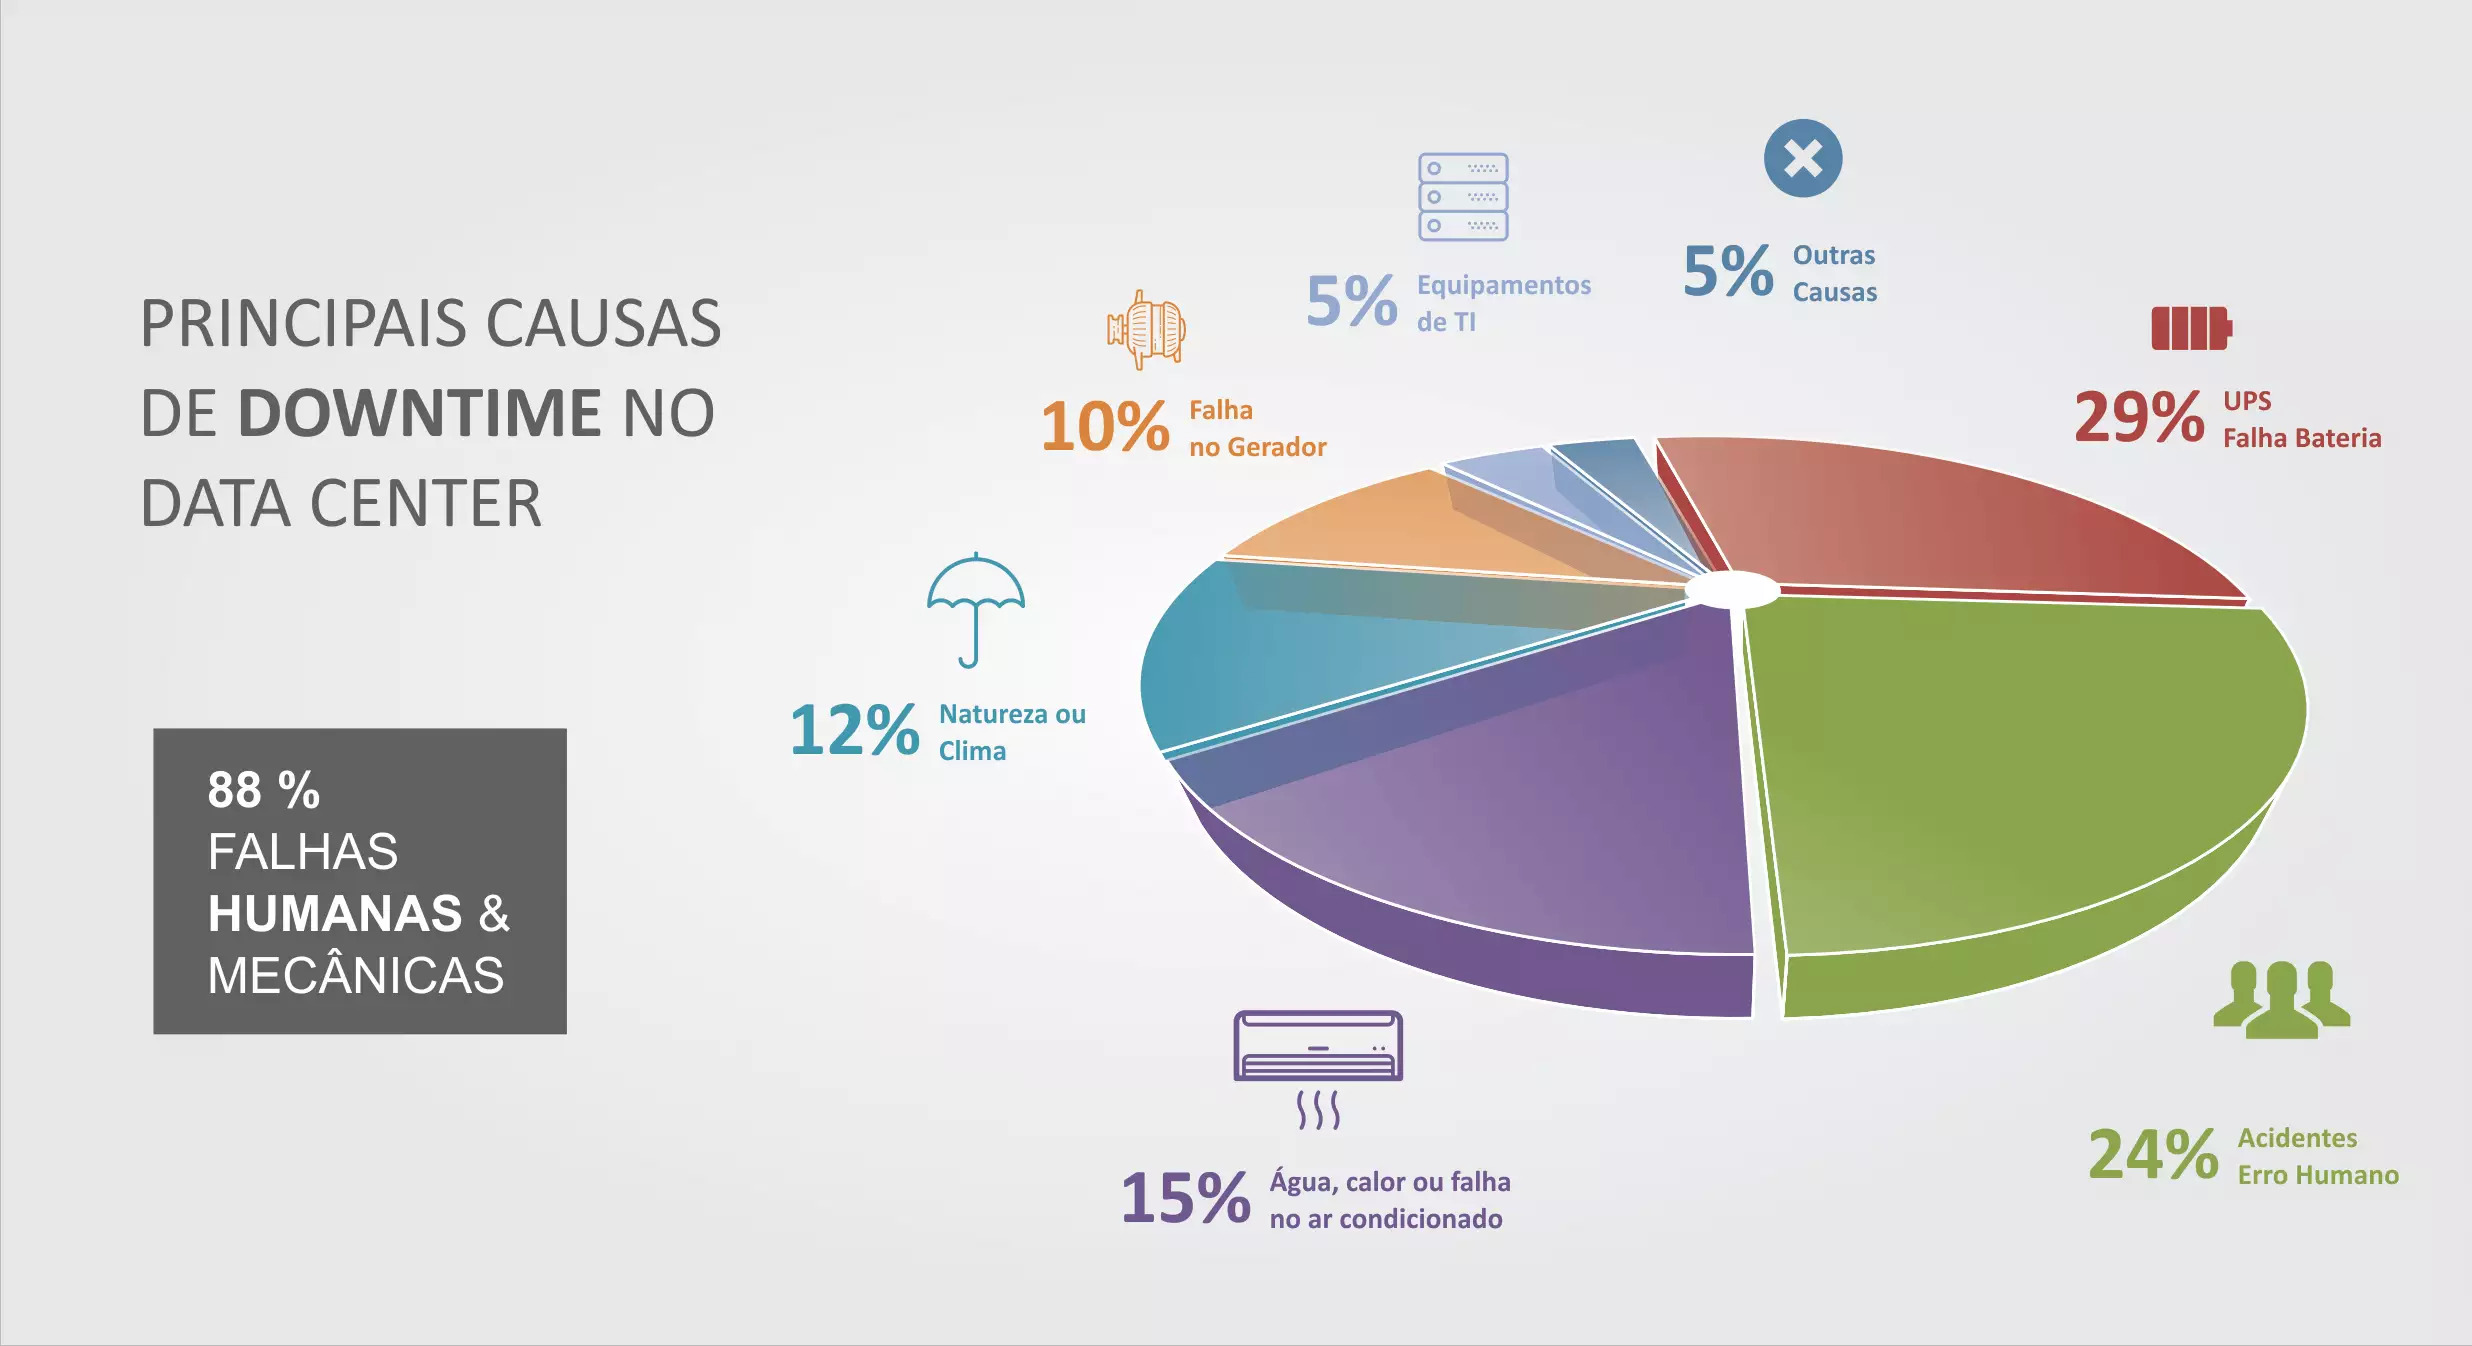 PRINCIPAIS CAUSAS
DE DOWNTIME NO
DATA CENTER
88 %
FALHAS
HUMANAS &
MECÂNICAS
5%
Outras
Causas
5%
Equipamentos
de TI
29%
UPS
Falha Bateria
10%
Falha
no Gerador
12%
Natureza ou
Clima
24%
Acidentes
Erro Humano
15%
Água, calor ou falha
no ar condicionado